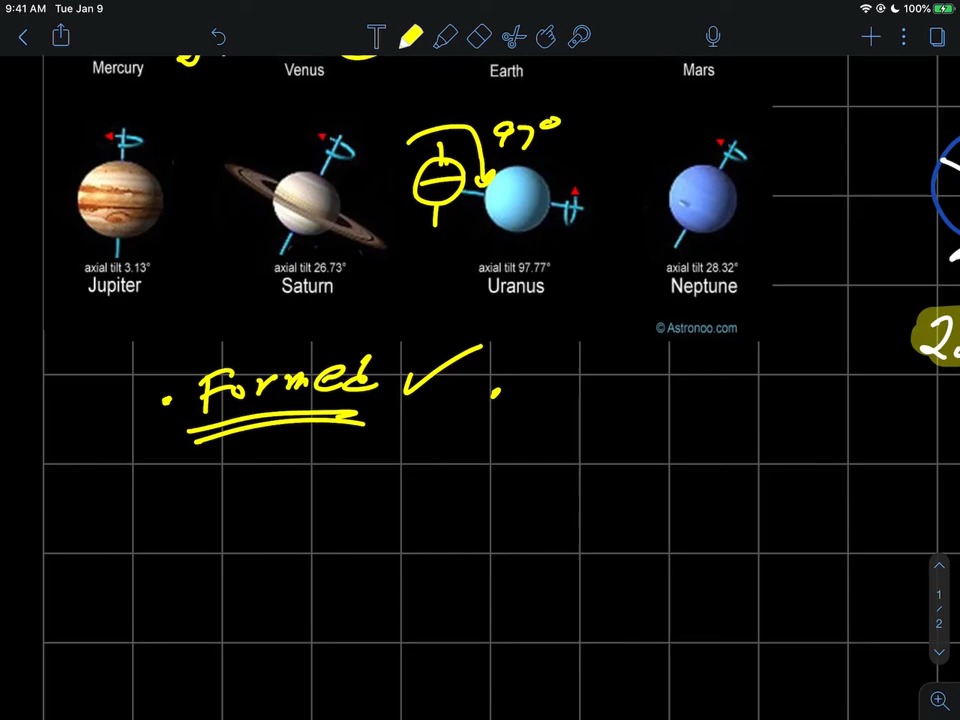 9:41 AM Tue Jan 9 100%
Mercury Venus Earth Mars
97°
axial tilt 3.13° axial tilt 26.73° axial tilt 97.77° axial tilt 28.32°
Jupiter Saturn Uranus Neptune
© Astronoo.com
· Formed ✓ ·
1
/
2